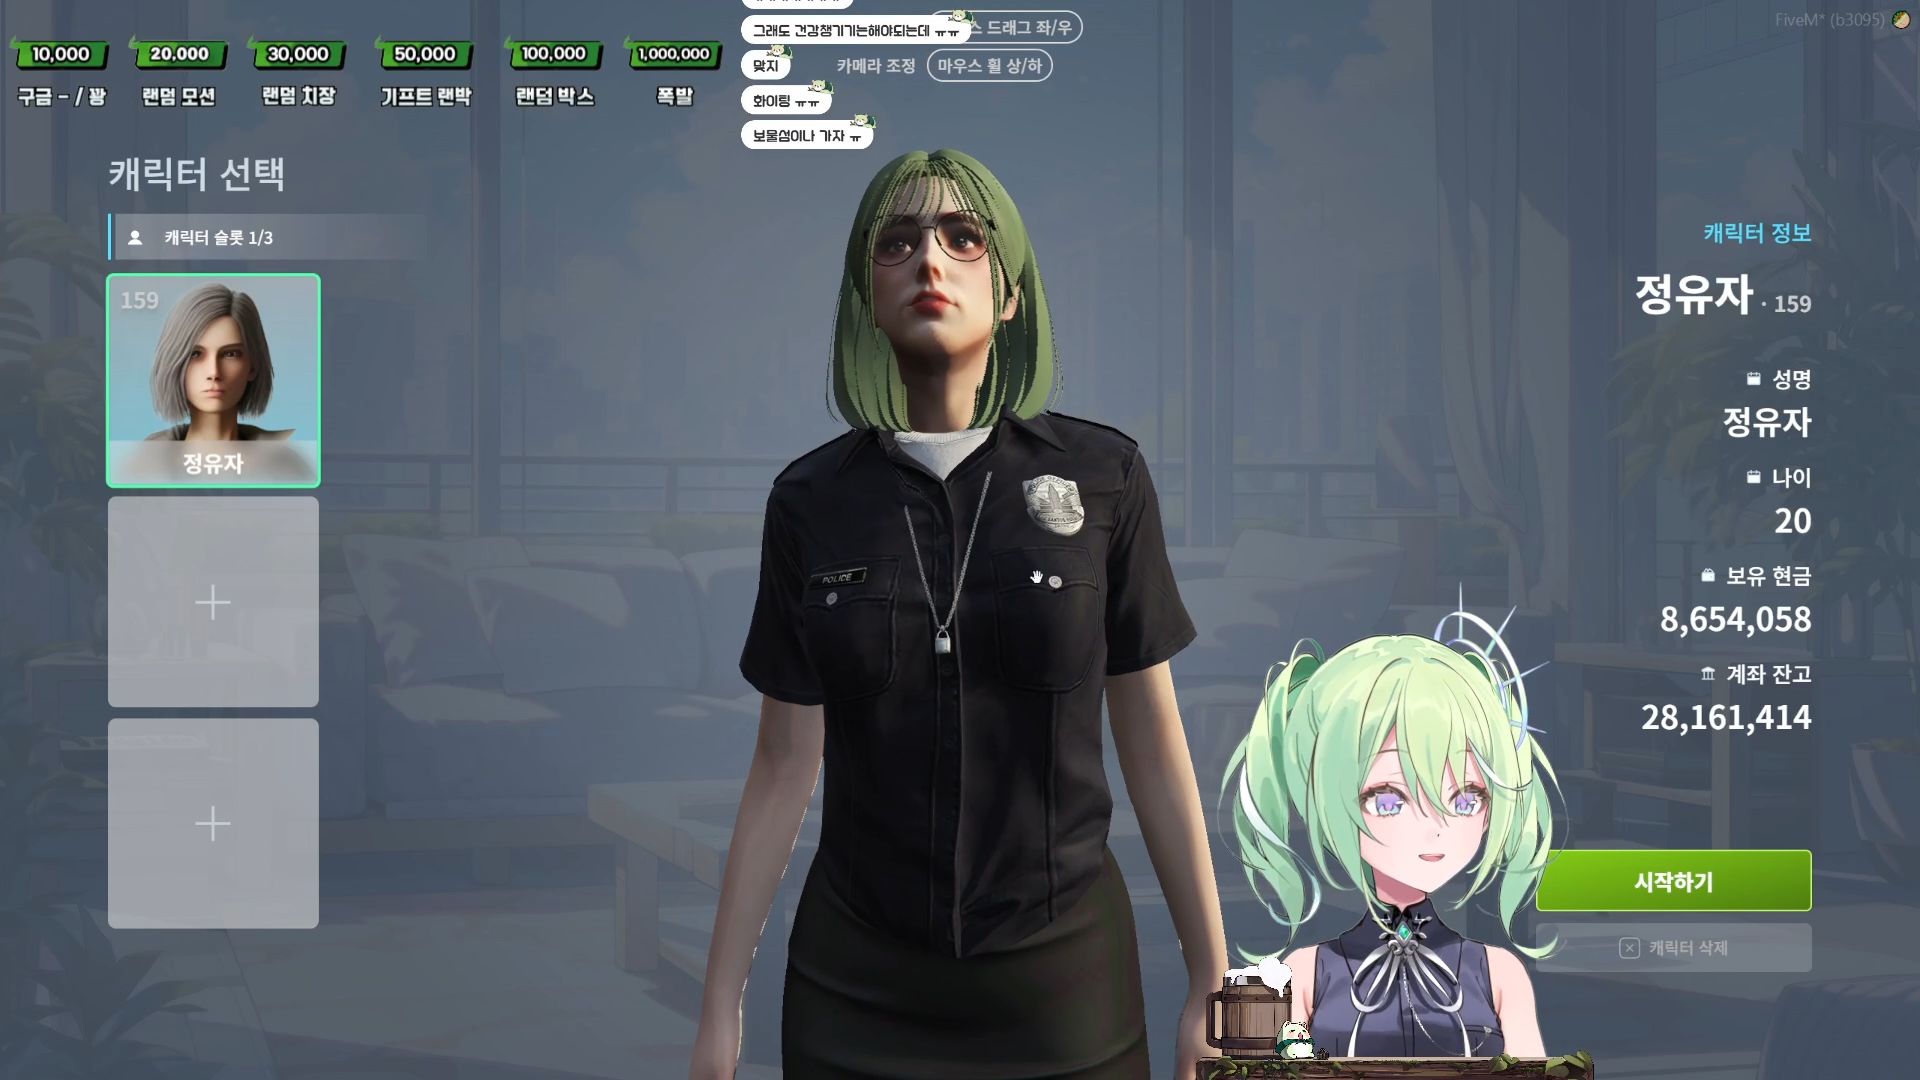 10,000
20,000
30,000
50,000
100,000
1,000,000
구금 - / 꽝
랜덤 모션
랜덤 치장
기프트 랜박
랜덤 박스
폭발
그래도 건강챙기기는해야되는데 ㅠㅠ
맞지
화이팅 ㅠㅠ
보물섬이나 가자 ㅠ
스 드래그 좌/우
카메라 조정
마우스 휠 상/하
FiveM* (b3095)
캐릭터 선택
캐릭터 슬롯 1/3
159
정유자
POLICE
캐릭터 정보
정유자 · 159
성명
정유자
나이
20
보유 현금
8,654,058
계좌 잔고
28,161,414
시작하기
캐릭터 삭제